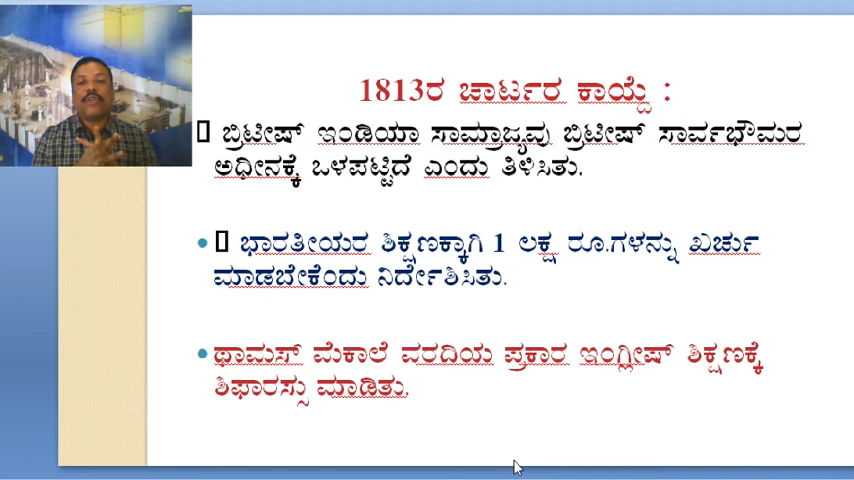 1813ರ ಚಾರ್ಟರ ಕಾಯ್ದೆ :
ಬ್ರಿಟೀಷ್ ಇಂಡಿಯಾ ಸಾಮ್ರಾಜ್ಯವು ಬ್ರಿಟೀಷ್ ಸಾರ್ವಭೌಮರ
ಅಧೀನಕ್ಕೆ ಒಳಪಟ್ಟಿದೆ ಎಂದು ತಿಳಿಸಿತು.
• ಭಾರತೀಯರ ಶಿಕ್ಷಣಕ್ಕಾಗಿ 1 ಲಕ್ಷ ರೂ.ಗಳನ್ನು ಖರ್ಚು
ಮಾಡಬೇಕೆಂದು ನಿರ್ದೇಶಿಸಿತು.
• ಥಾಮಸ್ ಮೆಕಾಲೆ ವರದಿಯ ಪ್ರಕಾರ ಇಂಗ್ಲೀಷ್ ಶಿಕ್ಷಣಕ್ಕೆ
ಶಿಫಾರಸ್ಸು ಮಾಡಿತು.